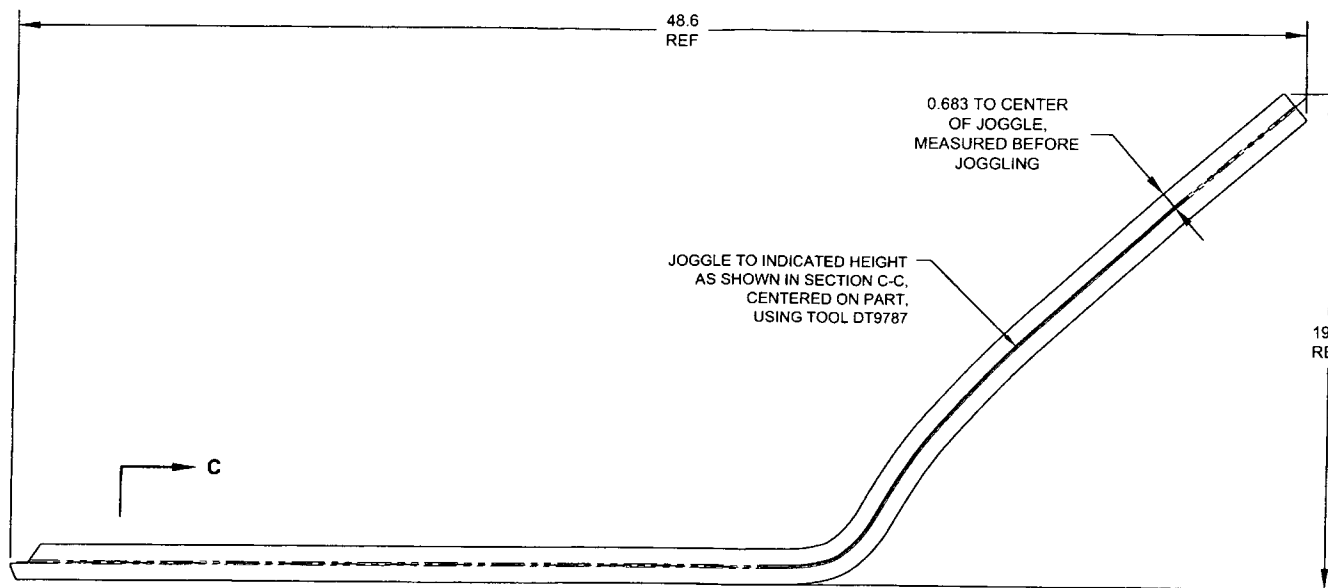 48.6
REF
0.683 TO CENTER
OF JOGGLE,
MEASURED BEFORE
JOGGLING
JOGGLE TO INDICATED HEIGHT
AS SHOWN IN SECTION C-C,
CENTERED ON PART,
USING TOOL DT9787
C